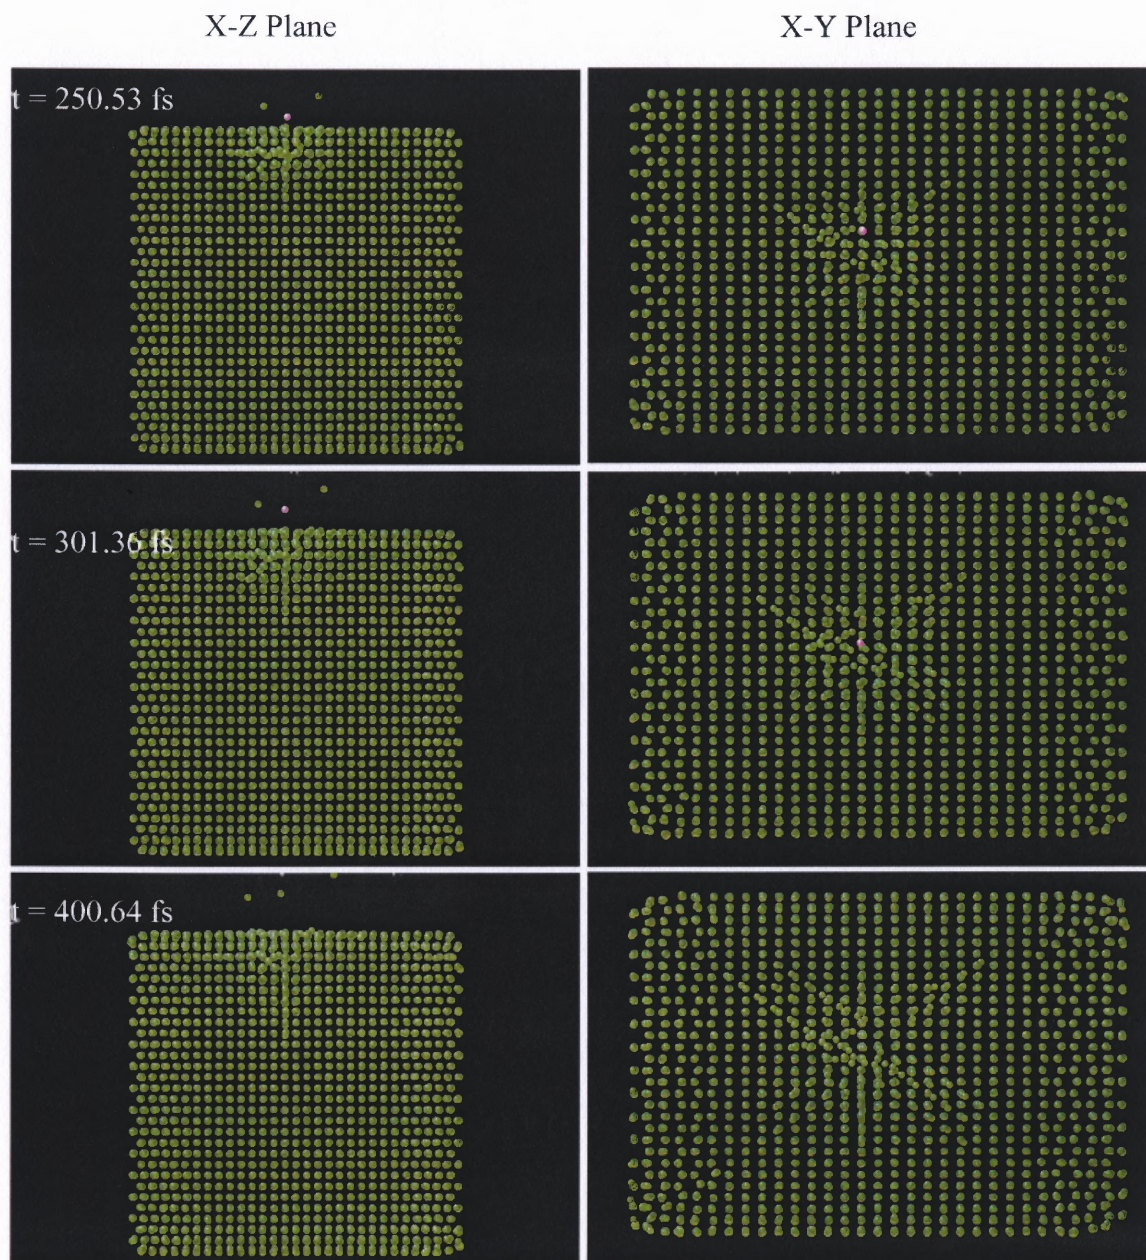 X-Z Plane
X-Y Plane
t = 250.53 fs
t = 301.36 fs
t = 400.64 fs